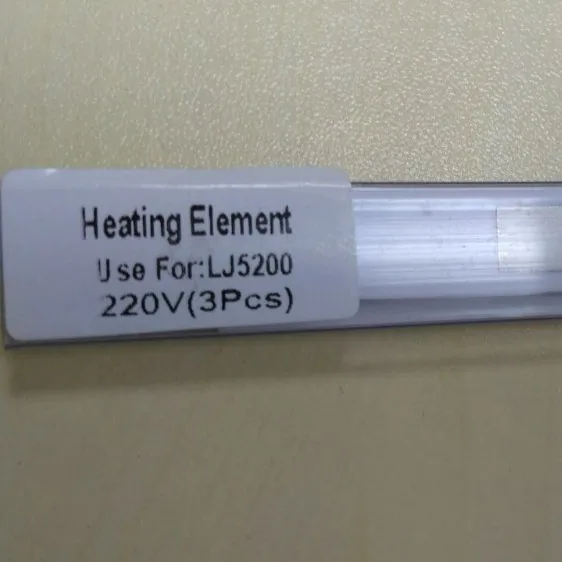 Heating Element
Use For:LJ5200
220V(3Pcs)